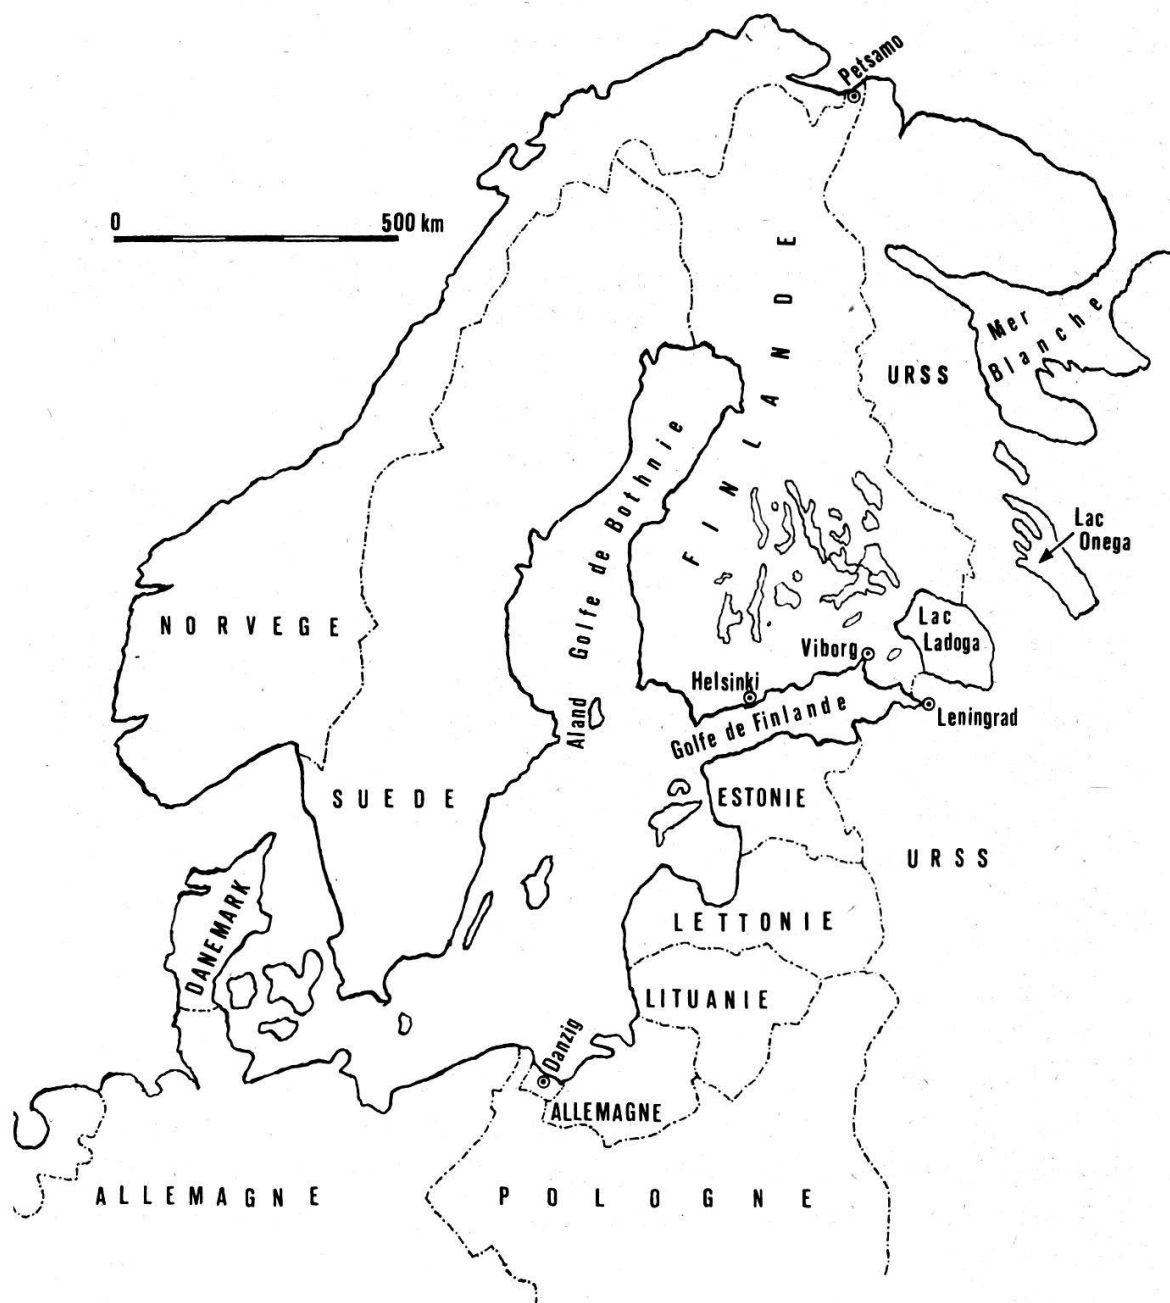 Petsamo
0 500 km
FINLANDE
Mer
Blanche
URSS
Golfe de Bothnie
Lac
Onega
NORVEGE
Lac
Ladoga
Viborg
Helsinki
Aland
Golfe de Finlande
Leningrad
SUEDE
ESTONIE
URSS
DANEMARK
LETTONIE
LITUANIE
Danzig
ALLEMAGNE
ALLEMAGNE
POLOGNE